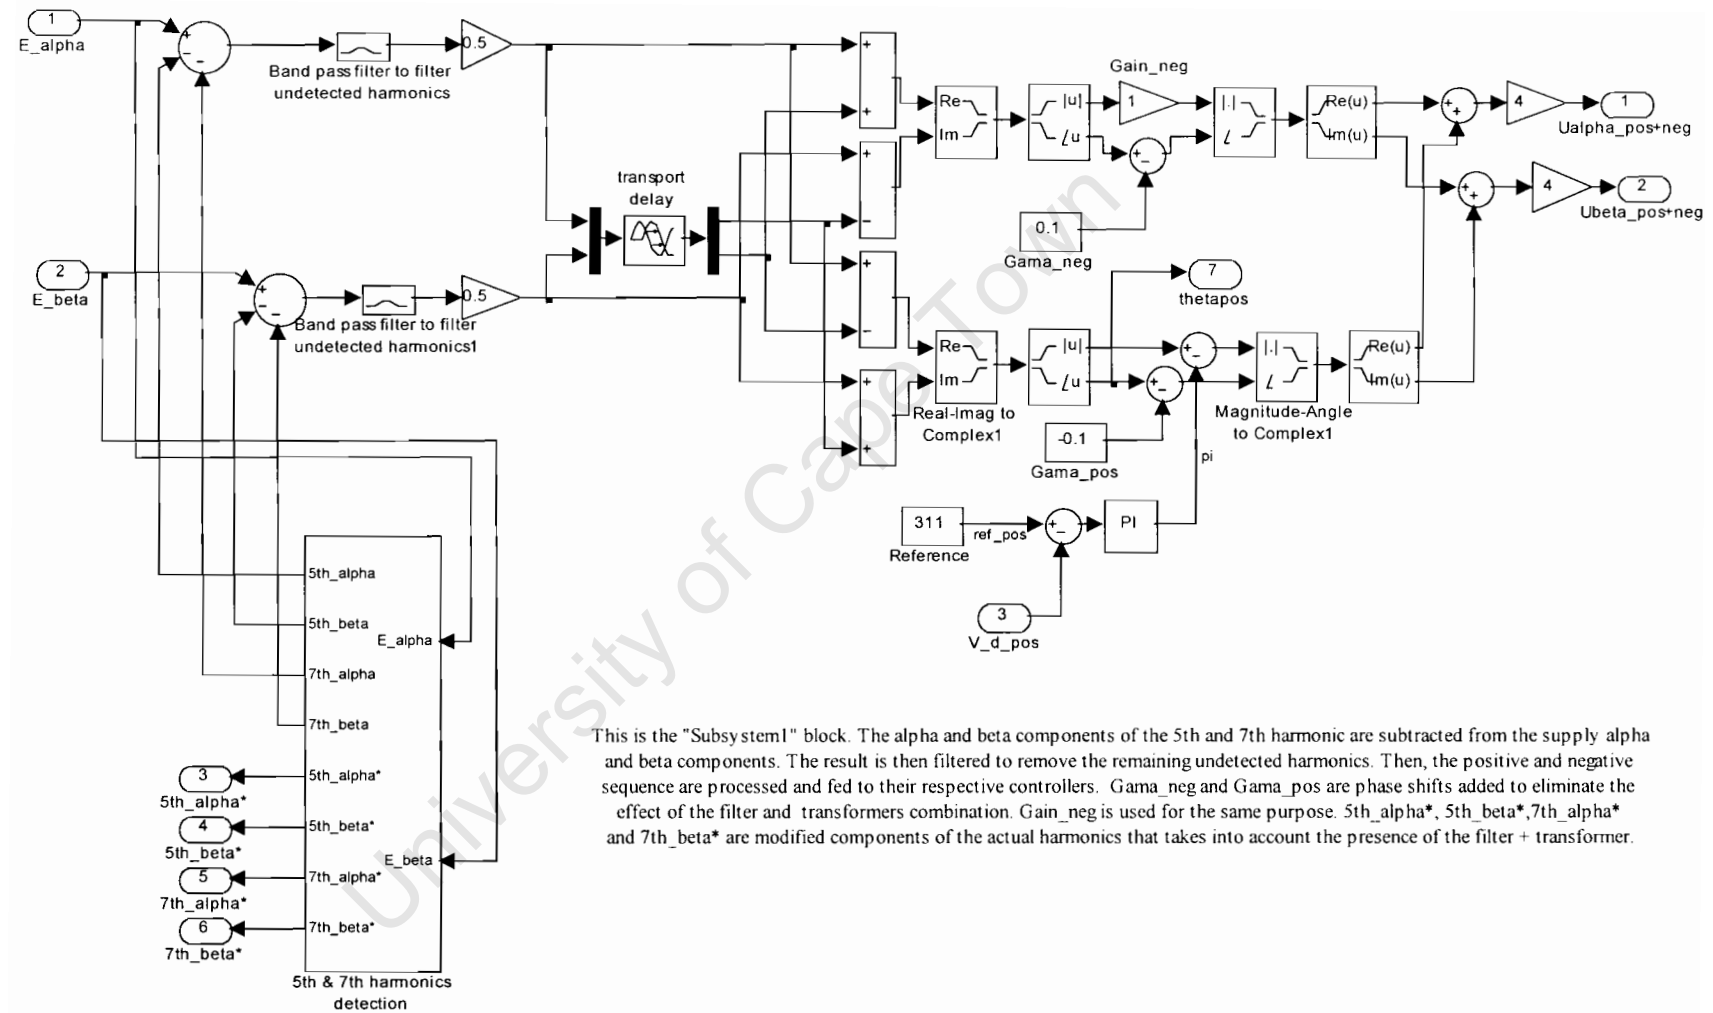 1
E_alpha
+
−
−
Band pass filter to filter
undetected harmonics
0.5
2
E_beta
+
−
−
Band pass filter to filter
undetected harmonics1
0.5
transport
delay
+
+
+
−
+
−
+
+
Re
Im
|u|
∠u
Gain_neg
1
+
−
0.1
Gama_neg
|.|
∠
Re(u)
Im(u)
+
+
4
1
Ualpha_pos+neg
+
+
4
2
Ubeta_pos+neg
7
thetapos
Re
Im
Real-Imag to
Complex1
|u|
∠u
+
−
+
−
-0.1
Gama_pos
pi
|.|
∠
Magnitude-Angle
to Complex1
Re(u)
Im(u)
311
Reference
ref_pos
+
−
PI
3
V_d_pos
5th_alpha
5th_beta
E_alpha
7th_alpha
7th_beta
5th_alpha*
5th_beta*
E_beta
7th_alpha*
7th_beta*
5th & 7th harmonics
detection
3
5th_alpha*
4
5th_beta*
5
7th_alpha*
6
7th_beta*
This is the "Subsystem1" block. The alpha and beta components of the 5th and 7th harmonic are subtracted from the supply alpha
and beta components. The result is then filtered to remove the remaining undetected harmonics. Then, the positive and negative
sequence are processed and fed to their respective controllers. Gama_neg and Gama_pos are phase shifts added to eliminate the
effect of the filter and transformers combination. Gain_neg is used for the same purpose. 5th_alpha*, 5th_beta*,7th_alpha*
and 7th_beta* are modified components of the actual harmonics that takes into account the presence of the filter + transformer.
University of Cape Town